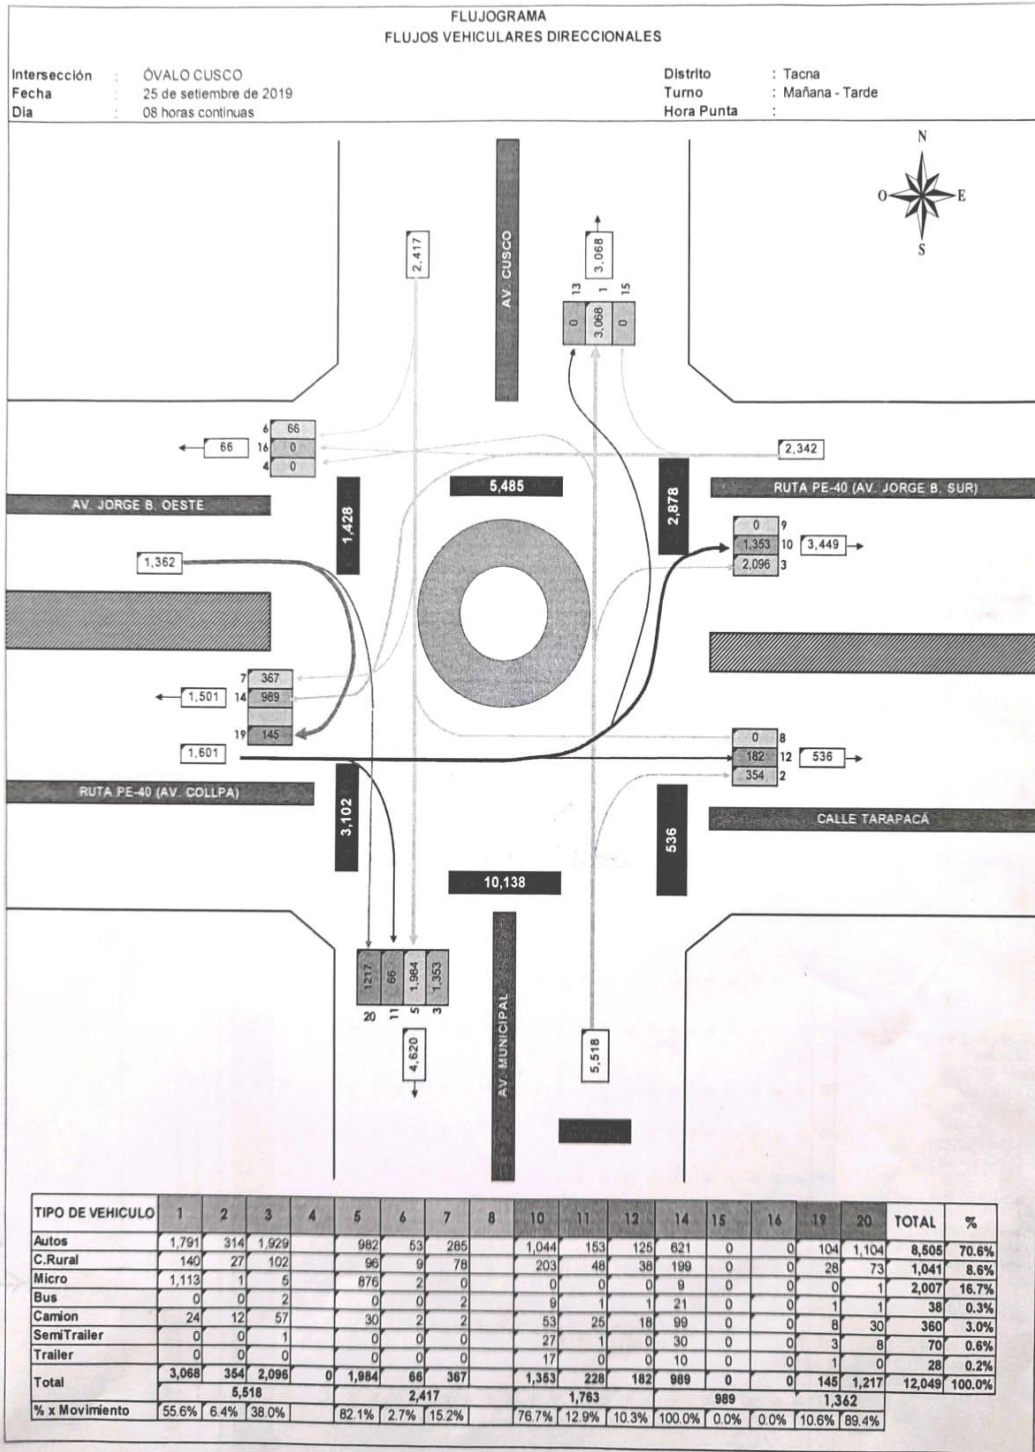 FLUJOGRAMA
FLUJOS VEHICULARES DIRECCIONALES
Intersección : ÓVALO CUSCO Distrito : Tacna
Fecha : 25 de setiembre de 2019 Turno : Mañana - Tarde
Dia : 08 horas continuas Hora Punta :
N
O E
S
AV. CUSCO
2,417
3,068
13 1 15
0 3,068 0
6 66
66 16 0
4 0
2,342
5,485
AV. JORGE B. OESTE
RUTA PE-40 (AV. JORGE B. SUR)
1,428
2,878
0 9
1,353 10 3,449
2,096 3
1,362
7 367
1,501 14 989
19 145
1,601
0 8
182 12 536
354 2
RUTA PE-40 (AV. COLLPA)
CALLE TARAPACÁ
3,102
536
10,138
1217 66 1,984 1,353
20 11 5 3
4,620
AV. MUNICIPAL
5,518
TIPO DE VEHICULO 1 2 3 4 5 6 7 8 10 11 12 14 15 16 19 20 TOTAL %
Autos 1,791 314 1,929 982 53 285 1,044 153 125 621 0 0 104 1,104 8,505 70.6%
C.Rural 140 27 102 96 9 78 203 48 38 199 0 0 28 73 1,041 8.6%
Micro 1,113 1 5 876 2 0 0 0 0 9 0 0 0 1 2,007 16.7%
Bus 0 0 2 0 0 2 9 1 1 21 0 0 1 1 38 0.3%
Camion 24 12 57 30 2 2 53 25 18 99 0 0 8 30 360 3.0%
SemiTrailer 0 0 1 0 0 0 27 1 0 30 0 0 3 8 70 0.6%
Trailer 0 0 0 0 0 0 17 0 0 10 0 0 1 0 28 0.2%
Total 3,068 354 2,096 0 1,984 66 367 1,353 228 182 989 0 0 145 1,217 12,049 100.0%
5,518 2,417 1,763 989 1,362
% x Movimiento 55.6% 6.4% 38.0% 82.1% 2.7% 15.2% 76.7% 12.9% 10.3% 100.0% 0.0% 0.0% 10.6% 89.4%